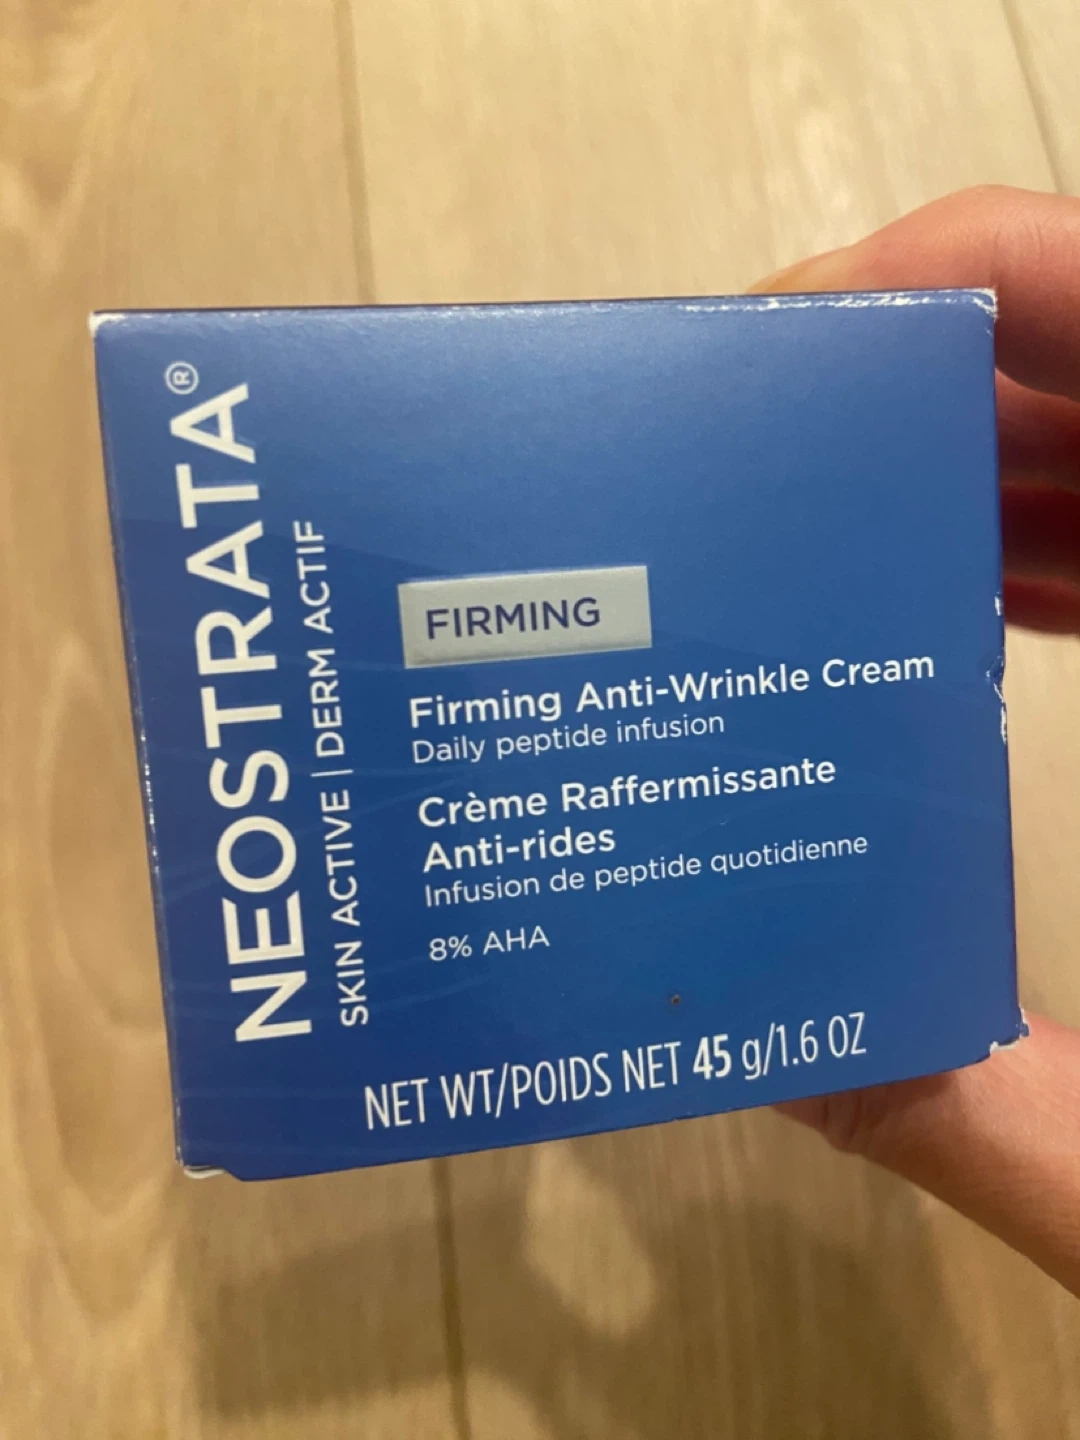 NEOSTRATA®
SKIN ACTIVE | DERM ACTIF
FIRMING
Firming Anti-Wrinkle Cream
Daily peptide infusion
Crème Raffermissante
Anti-rides
Infusion de peptide quotidienne
8% AHA
NET WT/POIDS NET 45 g/1.6 OZ